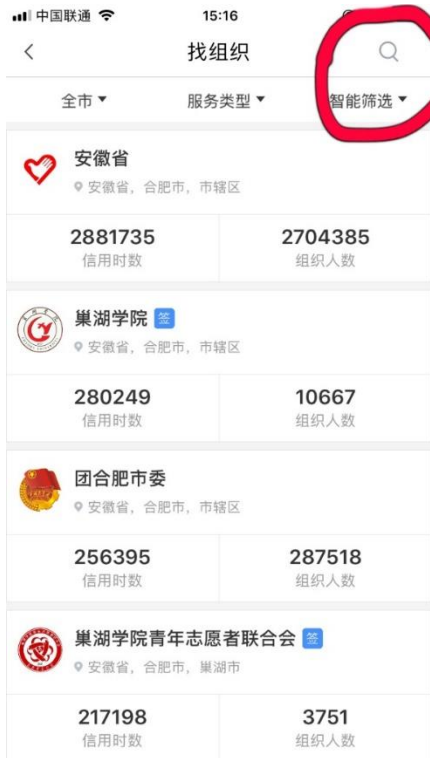 中国联通 15:16
找组织
全市 服务类型 智能筛选
安徽省
安徽省，合肥市，市辖区
2881735 2704385
信用时数 组织人数
巢湖学院 签
安徽省，合肥市，市辖区
280249 10667
信用时数 组织人数
团合肥市委
安徽省，合肥市，市辖区
256395 287518
信用时数 组织人数
巢湖学院青年志愿者联合会 签
安徽省，合肥市，巢湖市
217198 3751
信用时数 组织人数